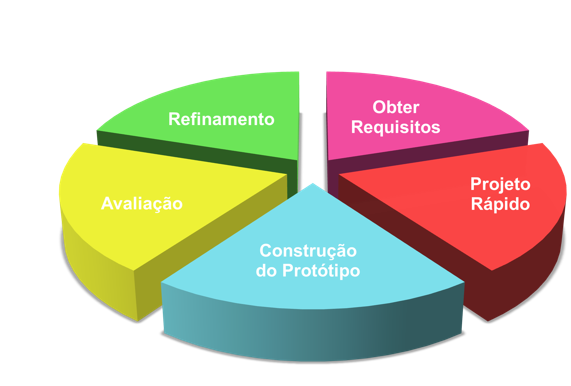 Obter
Requisitos
Refinamento
Projeto
Rápido
Avaliação
Construção
do Protótipo